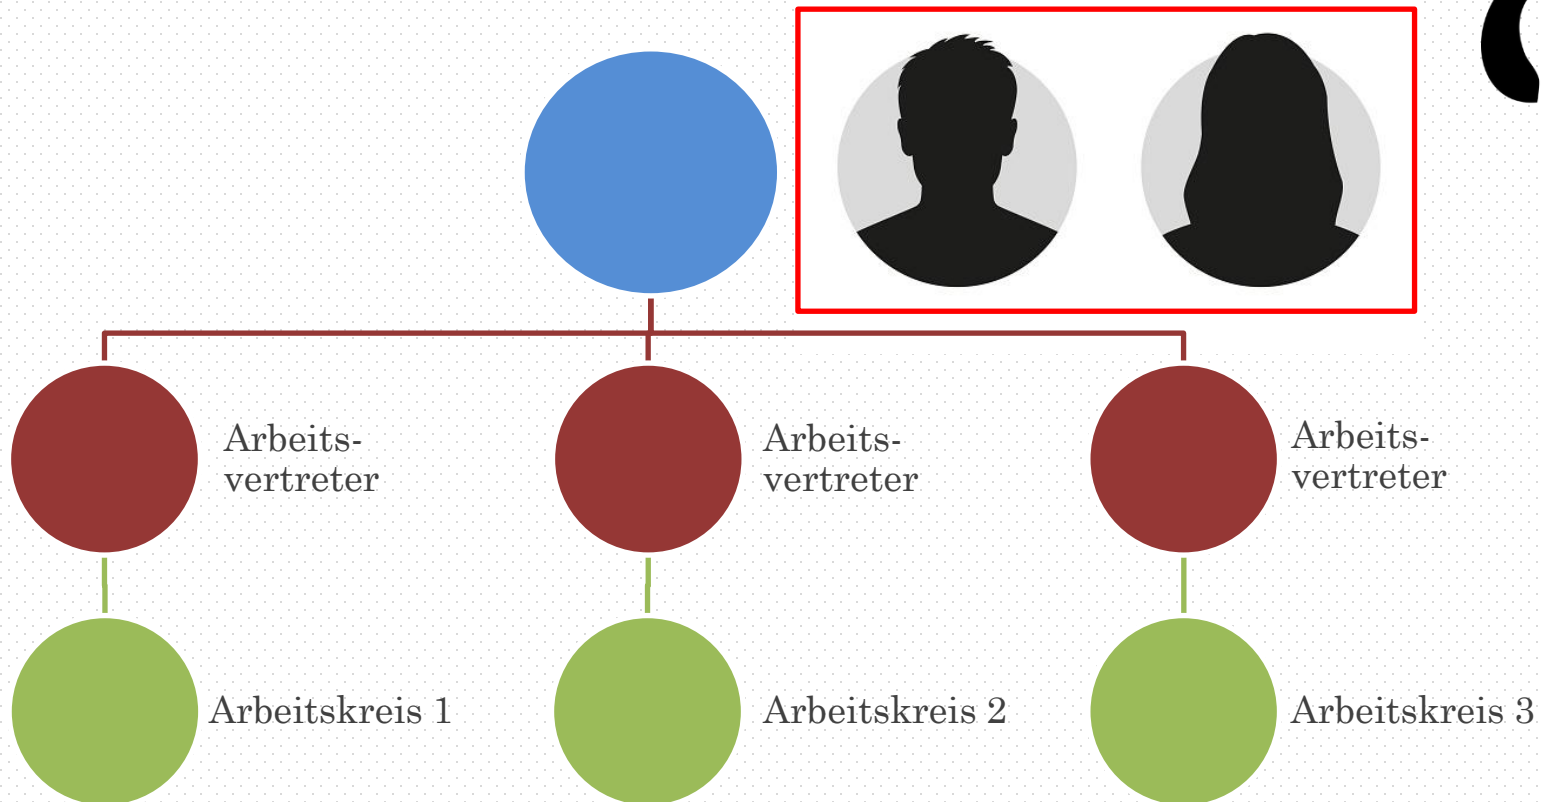 Arbeits-
vertreter
Arbeits-
vertreter
Arbeits-
vertreter
Arbeitskreis 1
Arbeitskreis 2
Arbeitskreis 3